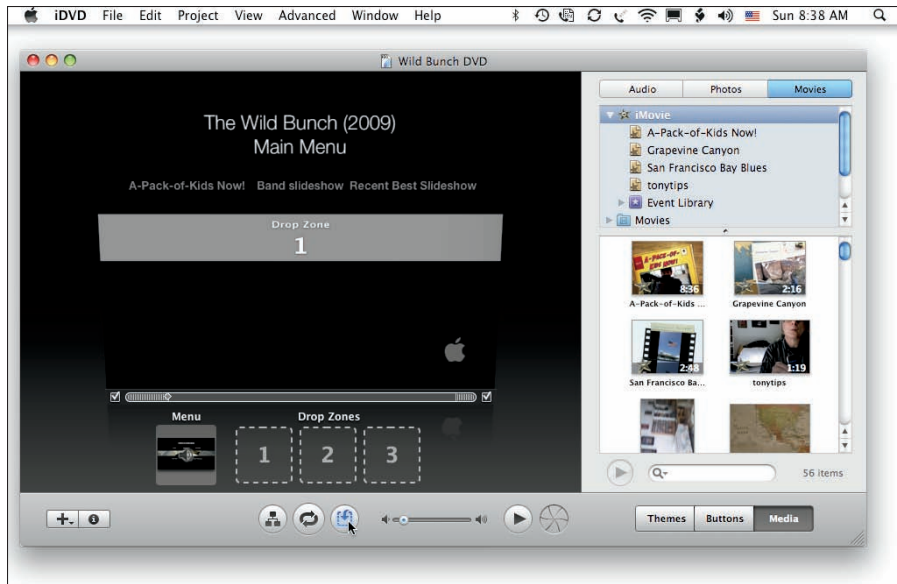 iDVD File Edit Project View Advanced Window Help Sun 8:38 AM
Wild Bunch DVD
The Wild Bunch (2009)
Main Menu
A-Pack-of-Kids Now! Band slideshow Recent Best Slideshow
Drop Zone
1
Menu Drop Zones
1 2 3
Audio Photos Movies
iMovie
A-Pack-of-Kids Now!
Grapevine Canyon
San Francisco Bay Blues
tonytips
Event Library
Movies
A-PACK-OF-
KIDS NOW!
8:36 2:16
A-Pack-of-Kids ... Grapevine Canyon
2:48 1:19
San Francisco Ba... tonytips
56 items
Themes Buttons Media